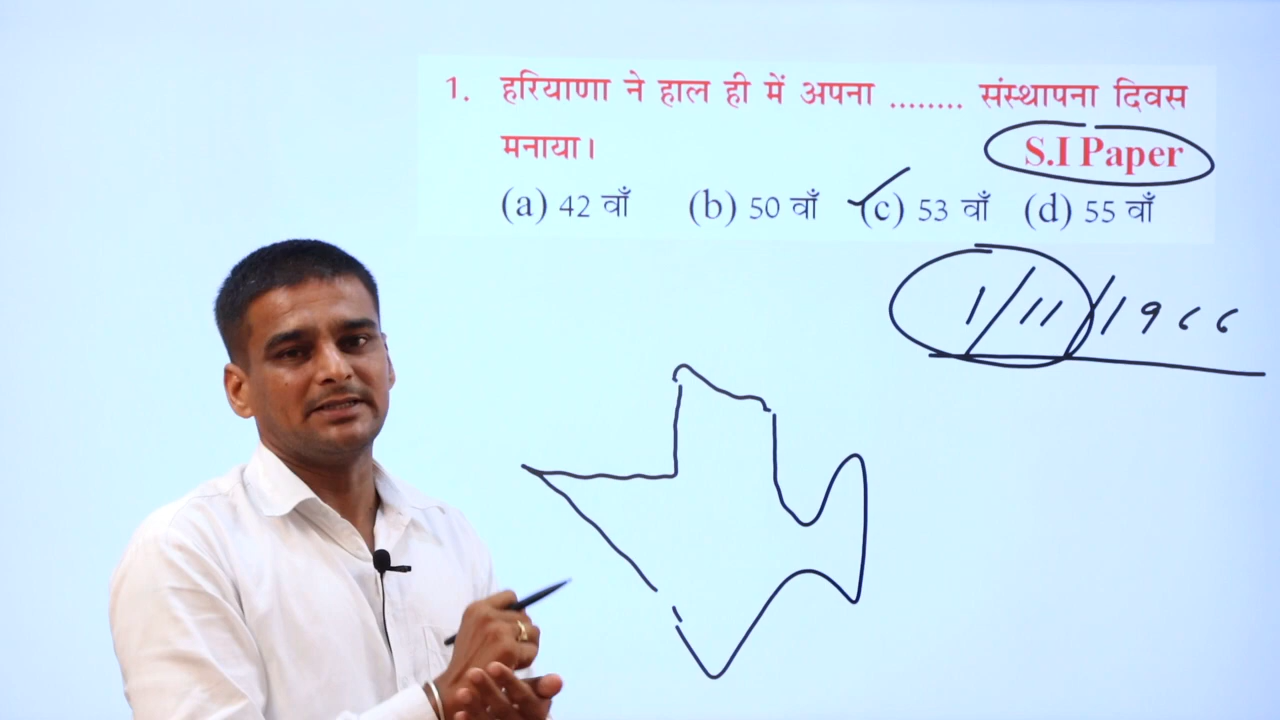 1. हरियाणा ने हाल ही में अपना ........ संस्थापना दिवस
मनाया।
S.I Paper
(a) 42 वाँ (b) 50 वाँ (c) 53 वाँ (d) 55 वाँ
1/11/1966